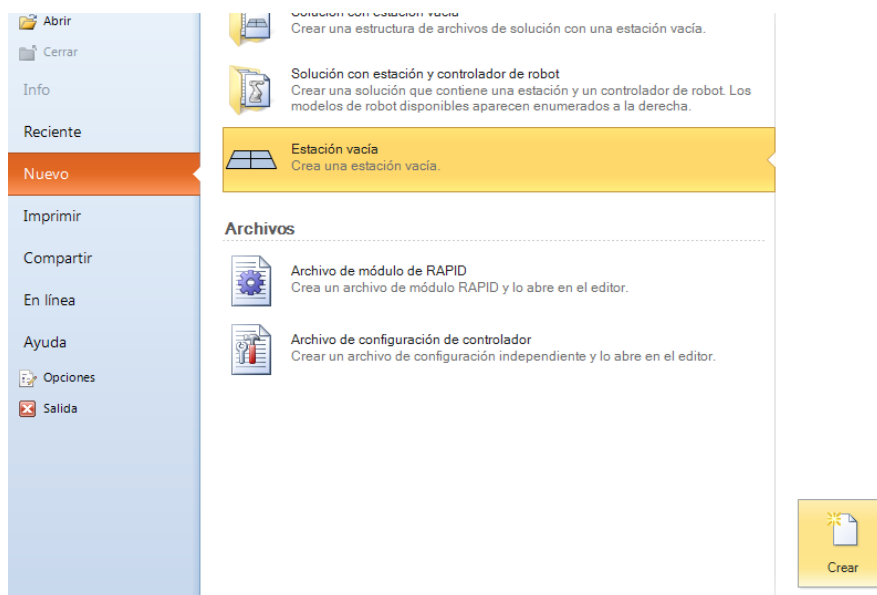 Abrir
Cerrar
Info
Reciente
Nuevo
Imprimir
Compartir
En línea
Ayuda
Opciones
Salida
Solución con estación vacía
Crear una estructura de archivos de solución con una estación vacía.
Solución con estación y controlador de robot
Crear una solución que contiene una estación y un controlador de robot. Los
modelos de robot disponibles aparecen enumerados a la derecha.
Estación vacía
Crea una estación vacía.
Archivos
Archivo de módulo de RAPID
Crea un archivo de módulo RAPID y lo abre en el editor.
Archivo de configuración de controlador
Crear un archivo de configuración independiente y lo abre en el editor.
Crear